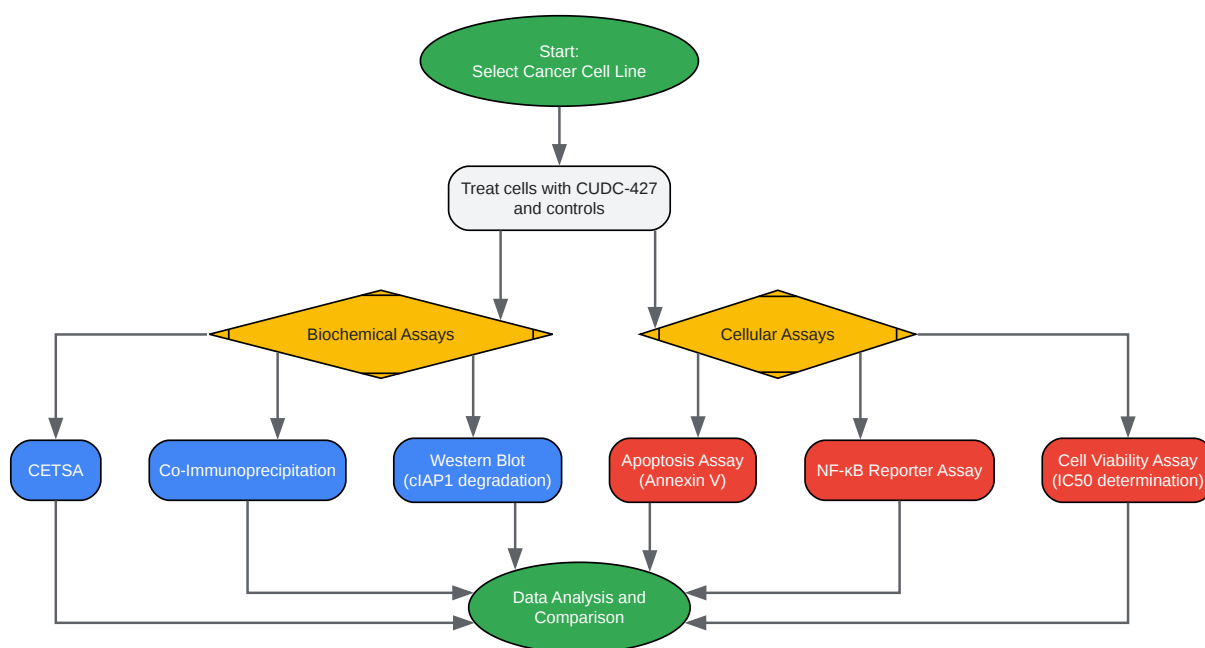 Start:
Select Cancer Cell Line
Treat cells with CUDC-427
and controls
Biochemical Assays
Cellular Assays
CETSA
Co-Immunoprecipitation
Western Blot
(cIAP1 degradation)
Apoptosis Assay
(Annexin V)
NF-κB Reporter Assay
Cell Viability Assay
(IC50 determination)
Data Analysis and
Comparison